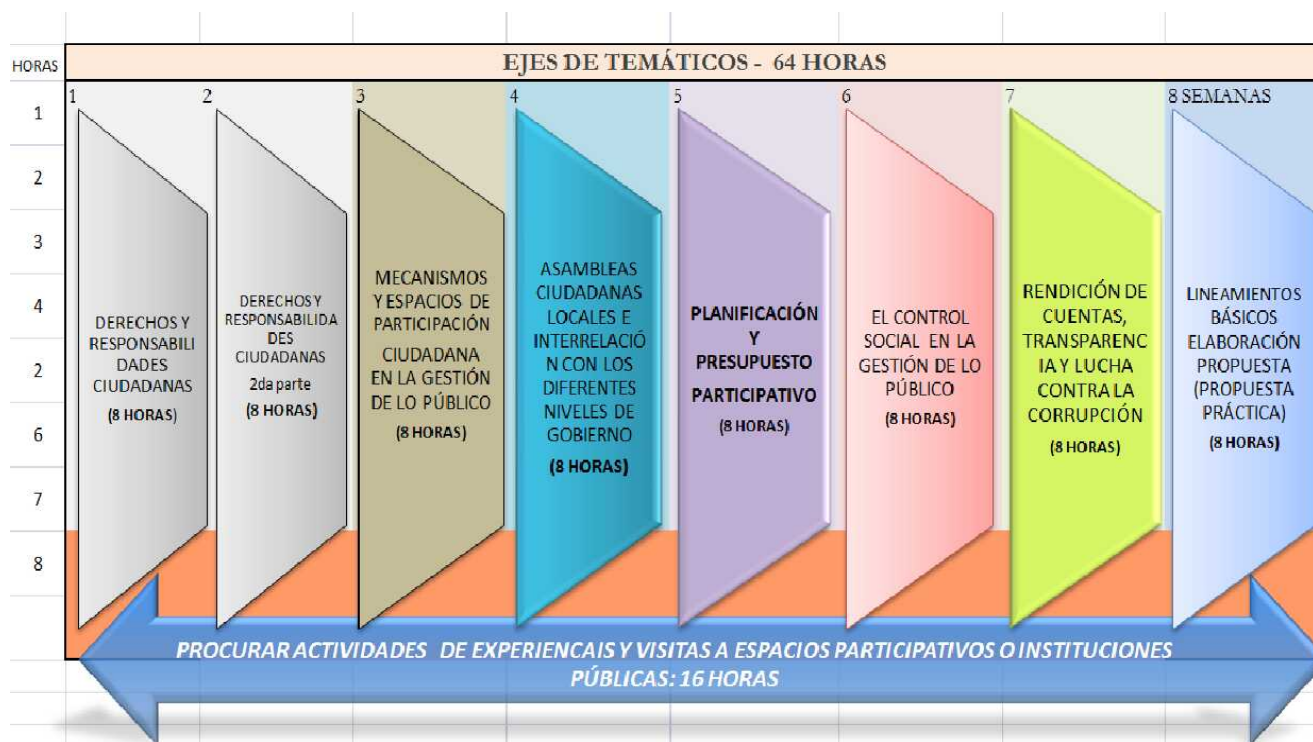 EJES DE TEMÁTICOS - 64 HORAS
HORAS
1
2
3
4
2
6
7
8
1
2
3
4
5
6
7
8 SEMANAS
DERECHOS Y
RESPONSABILI
DADES
CIUDADANAS
(8 HORAS)
DERECHOS Y
RESPONSABILIDA
DES
CIUDADANAS
2da parte
(8 HORAS)
MECANISMOS
Y ESPACIOS DE
PARTICIPACIÓN
CIUDADANA
EN LA GESTIÓN
DE LO PÚBLICO
(8 HORAS)
ASAMBLEAS
CIUDADANAS
LOCALES E
INTERRELACIÓ
N CON LOS
DIFERENTES
NIVELES DE
GOBIERNO
(8 HORAS)
PLANIFICACIÓN
Y
PRESUPUESTO
PARTICIPATIVO
(8 HORAS)
EL CONTROL
SOCIAL EN LA
GESTIÓN DE LO
PÚBLICO
(8 HORAS)
RENDICIÓN DE
CUENTAS,
TRANSPARENC
IA Y LUCHA
CONTRA LA
CORRUPCIÓN
(8 HORAS)
LINEAMIENTOS
BÁSICOS
ELABORACIÓN
PROPUESTA
(PROPUESTA
PRÁCTICA)
(8 HORAS)
PROCURAR ACTIVIDADES DE EXPERIENCAIS Y VISITAS A ESPACIOS PARTICIPATIVOS O INSTITUCIONES
PÚBLICAS: 16 HORAS